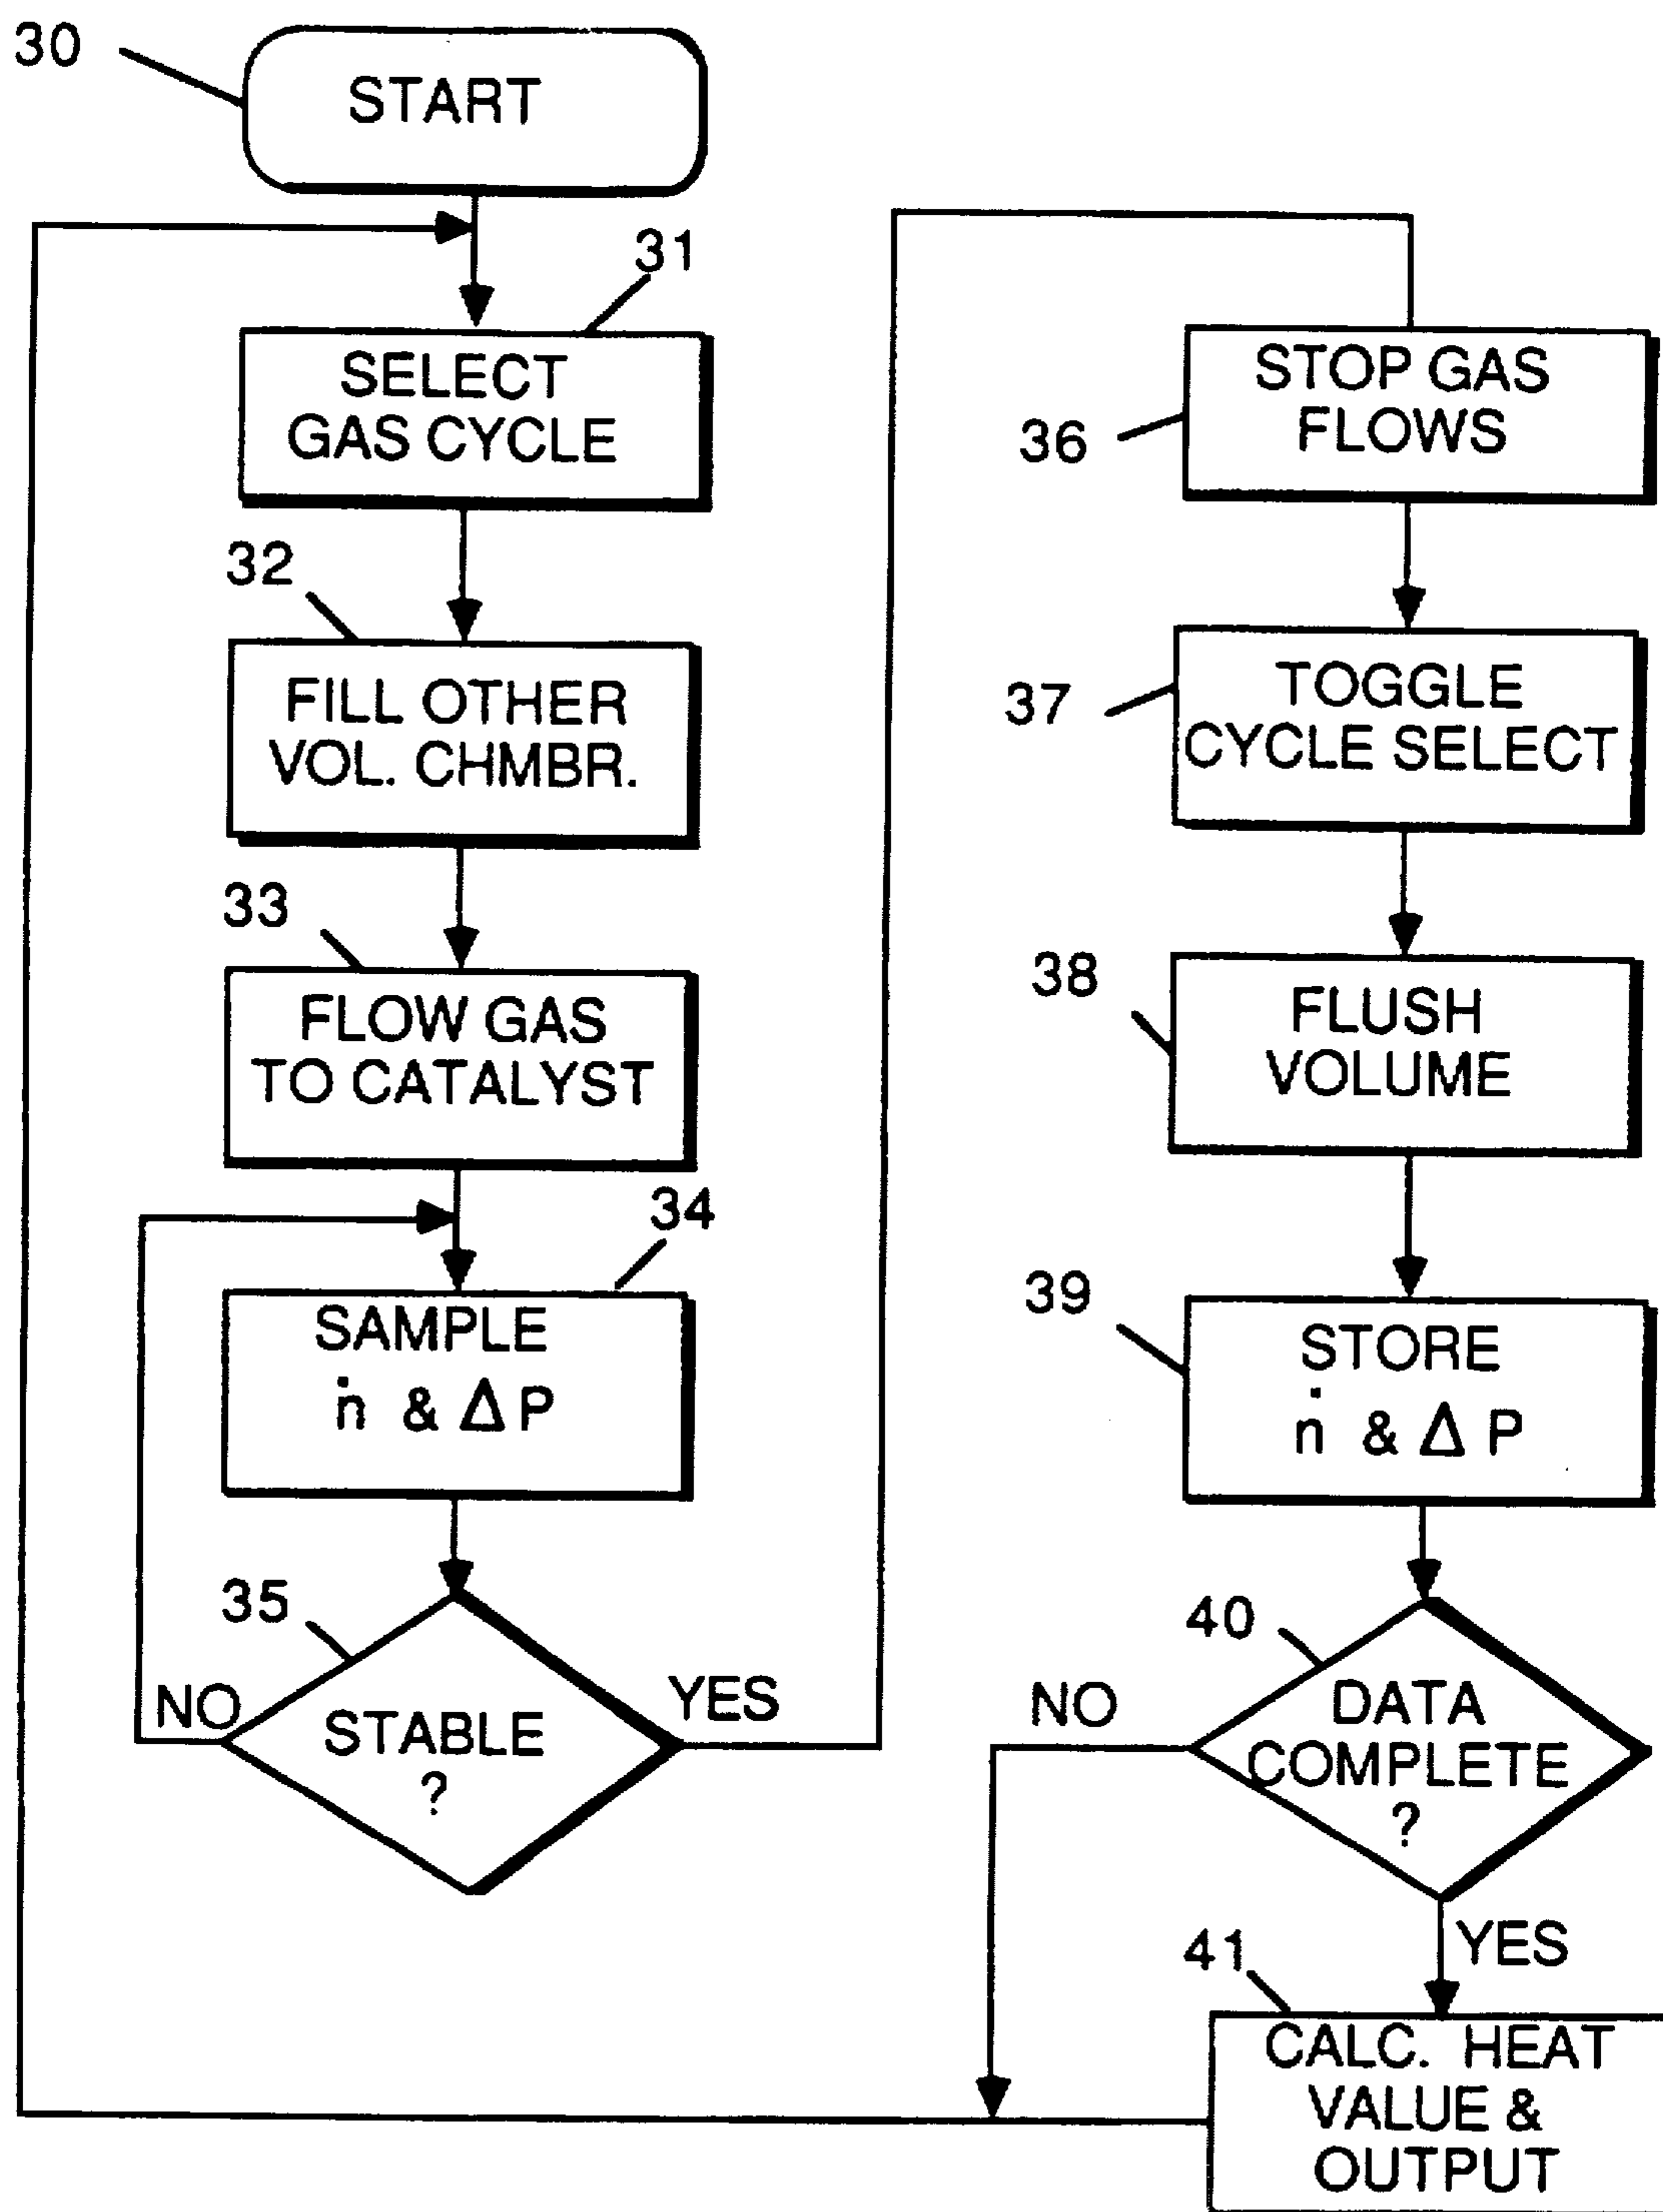 30
START
31
SELECT
GAS CYCLE
32
FILL OTHER
VOL. CHMBR.
33
FLOW GAS
TO CATALYST
34
SAMPLE
ṅ & Δ P
35
NO
YES
STABLE
?
36
STOP GAS
FLOWS
37
TOGGLE
CYCLE SELECT
38
FLUSH
VOLUME
39
STORE
ṅ & Δ P
40
NO
DATA
COMPLETE
?
YES
41
CALC. HEAT
VALUE &
OUTPUT